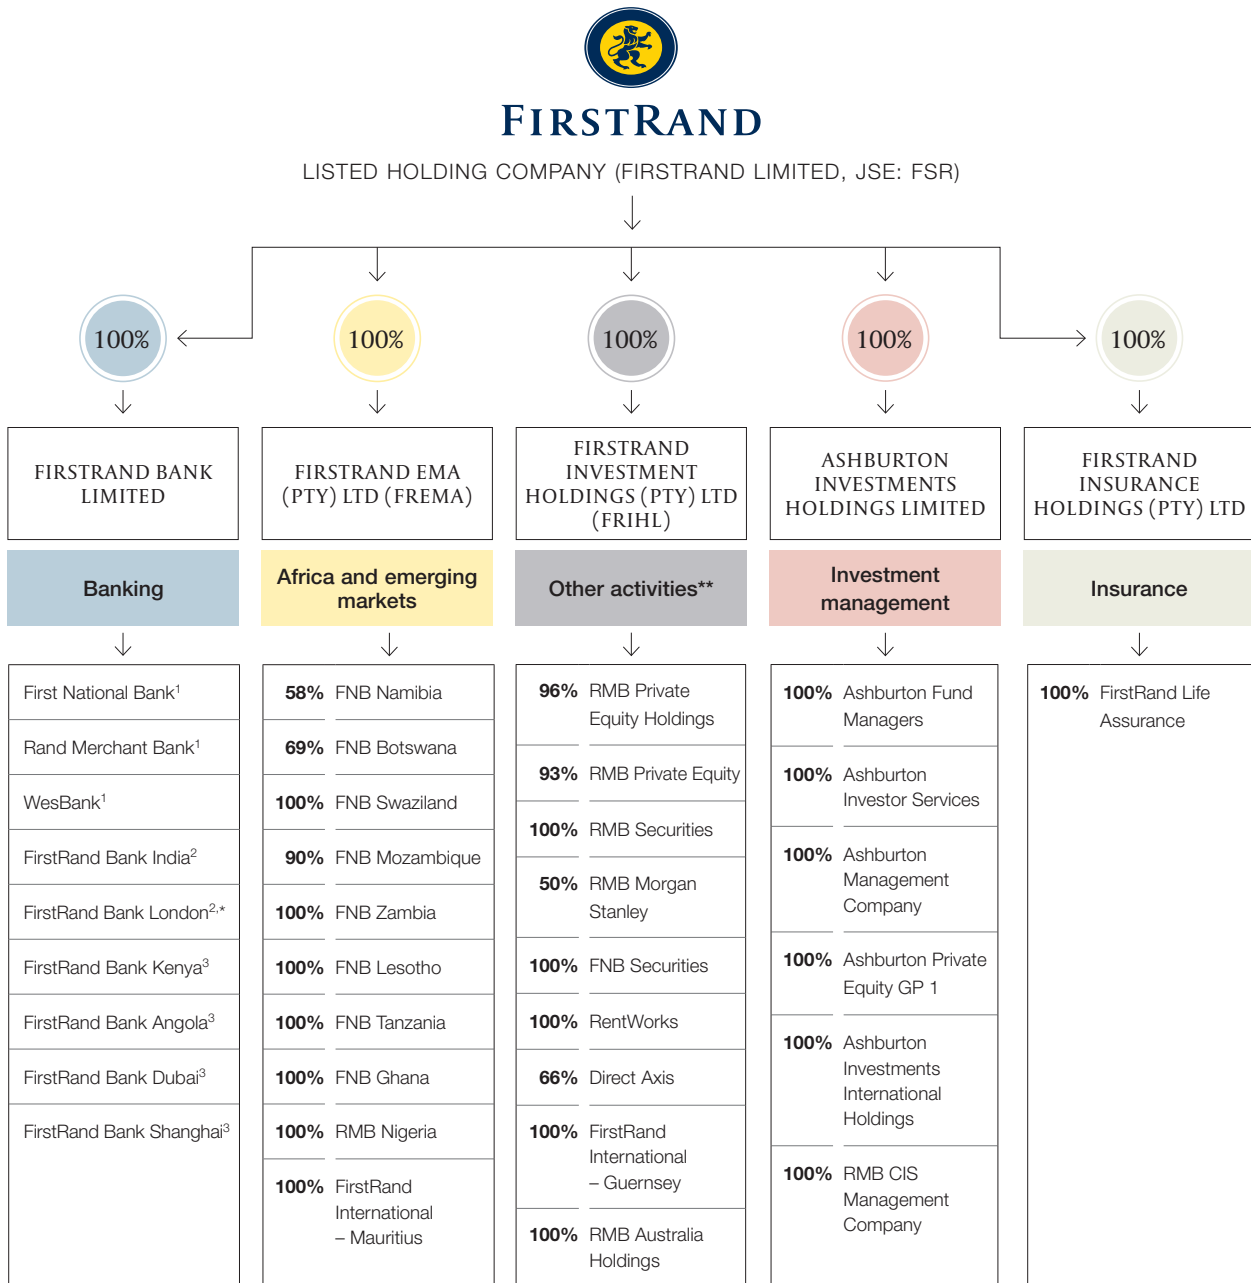 FIRSTRAND
LISTED HOLDING COMPANY (FIRSTRAND LIMITED, JSE: FSR)
100%
100%
100%
100%
100%
FIRSTRAND BANK
LIMITED
FIRSTRAND EMA
(PTY) LTD (FREMA)
FIRSTRAND
INVESTMENT
HOLDINGS (PTY) LTD
(FRIHL)
ASHBURTON
INVESTMENTS
HOLDINGS LIMITED
FIRSTRAND
INSURANCE
HOLDINGS (PTY) LTD
Banking
Africa and emerging
markets
Other activities**
Investment
management
Insurance
First National Bank¹
Rand Merchant Bank¹
WesBank¹
FirstRand Bank India²
FirstRand Bank London²,*
FirstRand Bank Kenya³
FirstRand Bank Angola³
FirstRand Bank Dubai³
FirstRand Bank Shanghai³
58% FNB Namibia
69% FNB Botswana
100% FNB Swaziland
90% FNB Mozambique
100% FNB Zambia
100% FNB Lesotho
100% FNB Tanzania
100% FNB Ghana
100% RMB Nigeria
100% FirstRand
International
– Mauritius
96% RMB Private
Equity Holdings
93% RMB Private Equity
100% RMB Securities
50% RMB Morgan
Stanley
100% FNB Securities
100% RentWorks
66% Direct Axis
100% FirstRand
International
– Guernsey
100% RMB Australia
Holdings
100% Ashburton Fund
Managers
100% Ashburton
Investor Services
100% Ashburton
Management
Company
100% Ashburton Private
Equity GP 1
100% Ashburton
Investments
International
Holdings
100% RMB CIS
Management
Company
100% FirstRand Life
Assurance